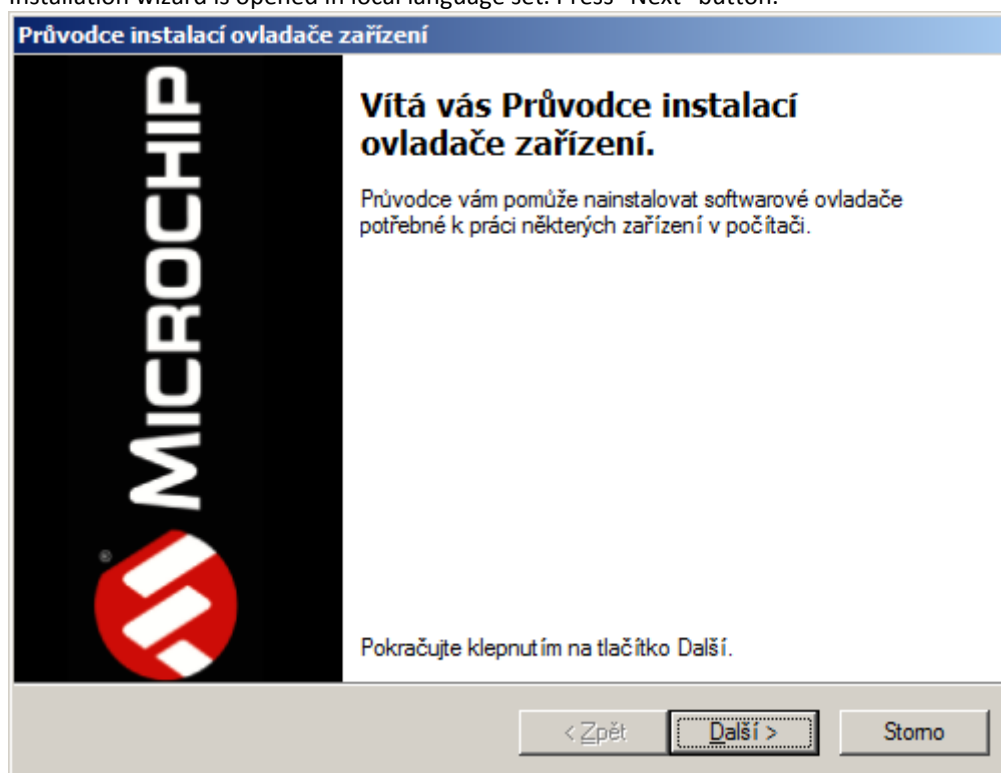 Installation wizard is opened in local language set. Press "Next" button.
Průvodce instalací ovladače zařízení
MICROCHIP
®
Vítá vás Průvodce instalací
ovladače zařízení.
Průvodce vám pomůže nainstalovat softwarové ovladače
potřebné k práci některých zařízení v počítači.
Pokračujte klepnutím na tlačítko Další.
< Zpět
Další >
Storno